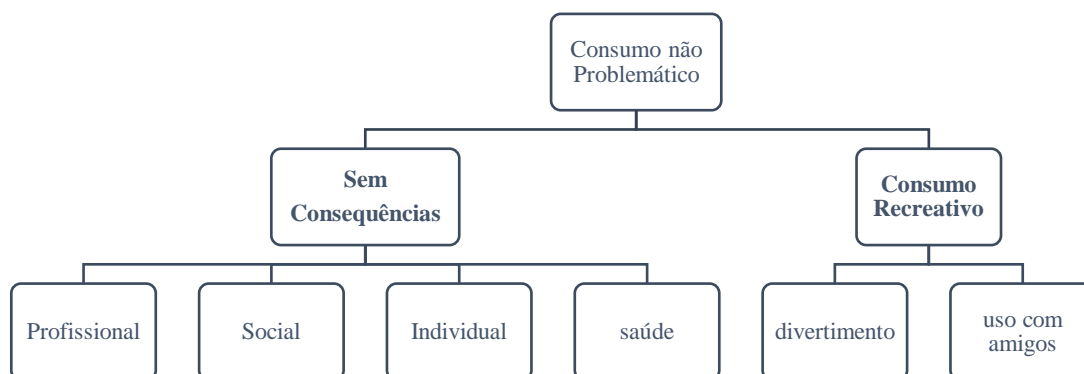 Consumo não
Problemático
Sem
Consequências
Consumo
Recreativo
Profissional
Social
Individual
saúde
divertimento
uso com
amigos